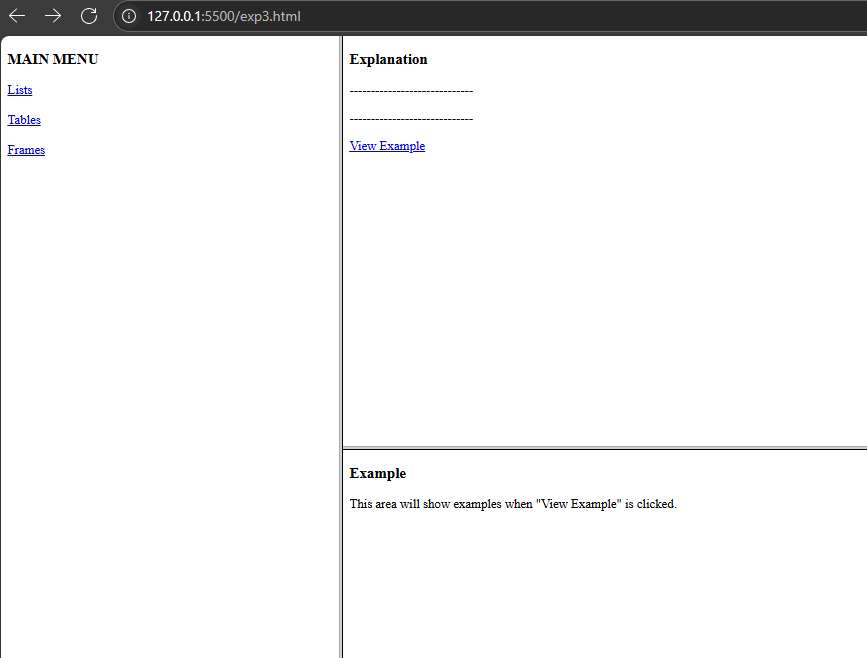 127.0.0.1:5500/exp3.html
MAIN MENU
Lists
Tables
Frames
Explanation
-----------------------------
-----------------------------
View Example
Example
This area will show examples when "View Example" is clicked.